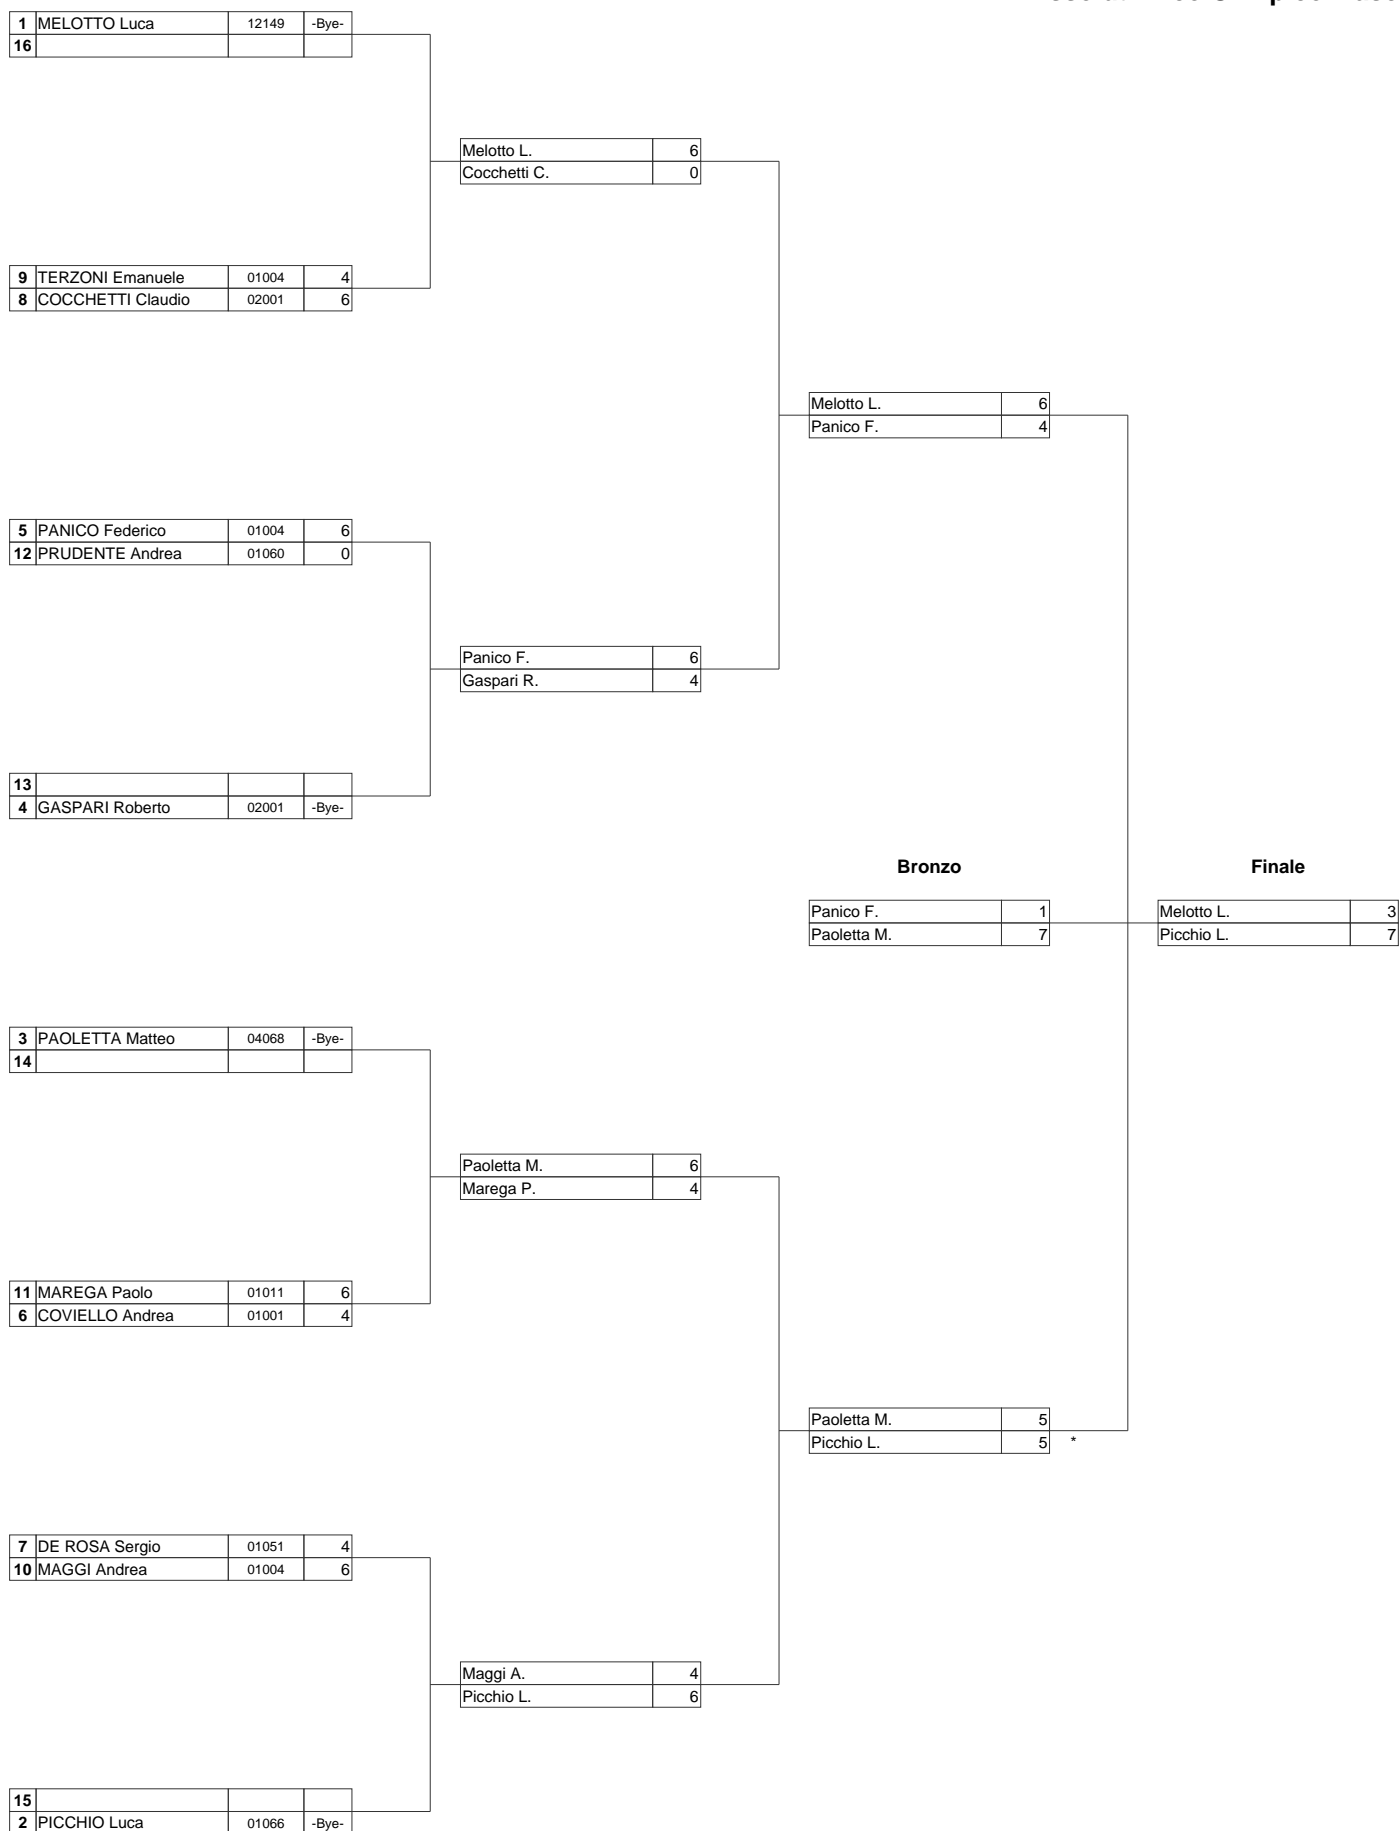 1 MELOTTO Luca 12149 -Bye-
16
Melotto L. 6
Cocchetti C. 0
9 TERZONI Emanuele 01004 4
8 COCCHETTI Claudio 02001 6
Melotto L. 6
Panico F. 4
5 PANICO Federico 01004 6
12 PRUDENTE Andrea 01060 0
Panico F. 6
Gaspari R. 4
13
4 GASPARI Roberto 02001 -Bye-
Bronzo Finale
Panico F. 1 Melotto L. 3
Paoletta M. 7 Picchio L. 7
3 PAOLETTA Matteo 04068 -Bye-
14
Paoletta M. 6
Marega P. 4
11 MAREGA Paolo 01011 6
6 COVIELLO Andrea 01001 4
Paoletta M. 5
Picchio L. 5 *
7 DE ROSA Sergio 01051 4
10 MAGGI Andrea 01004 6
Maggi A. 4
Picchio L. 6
15
2 PICCHIO Luca 01066 -Bye-